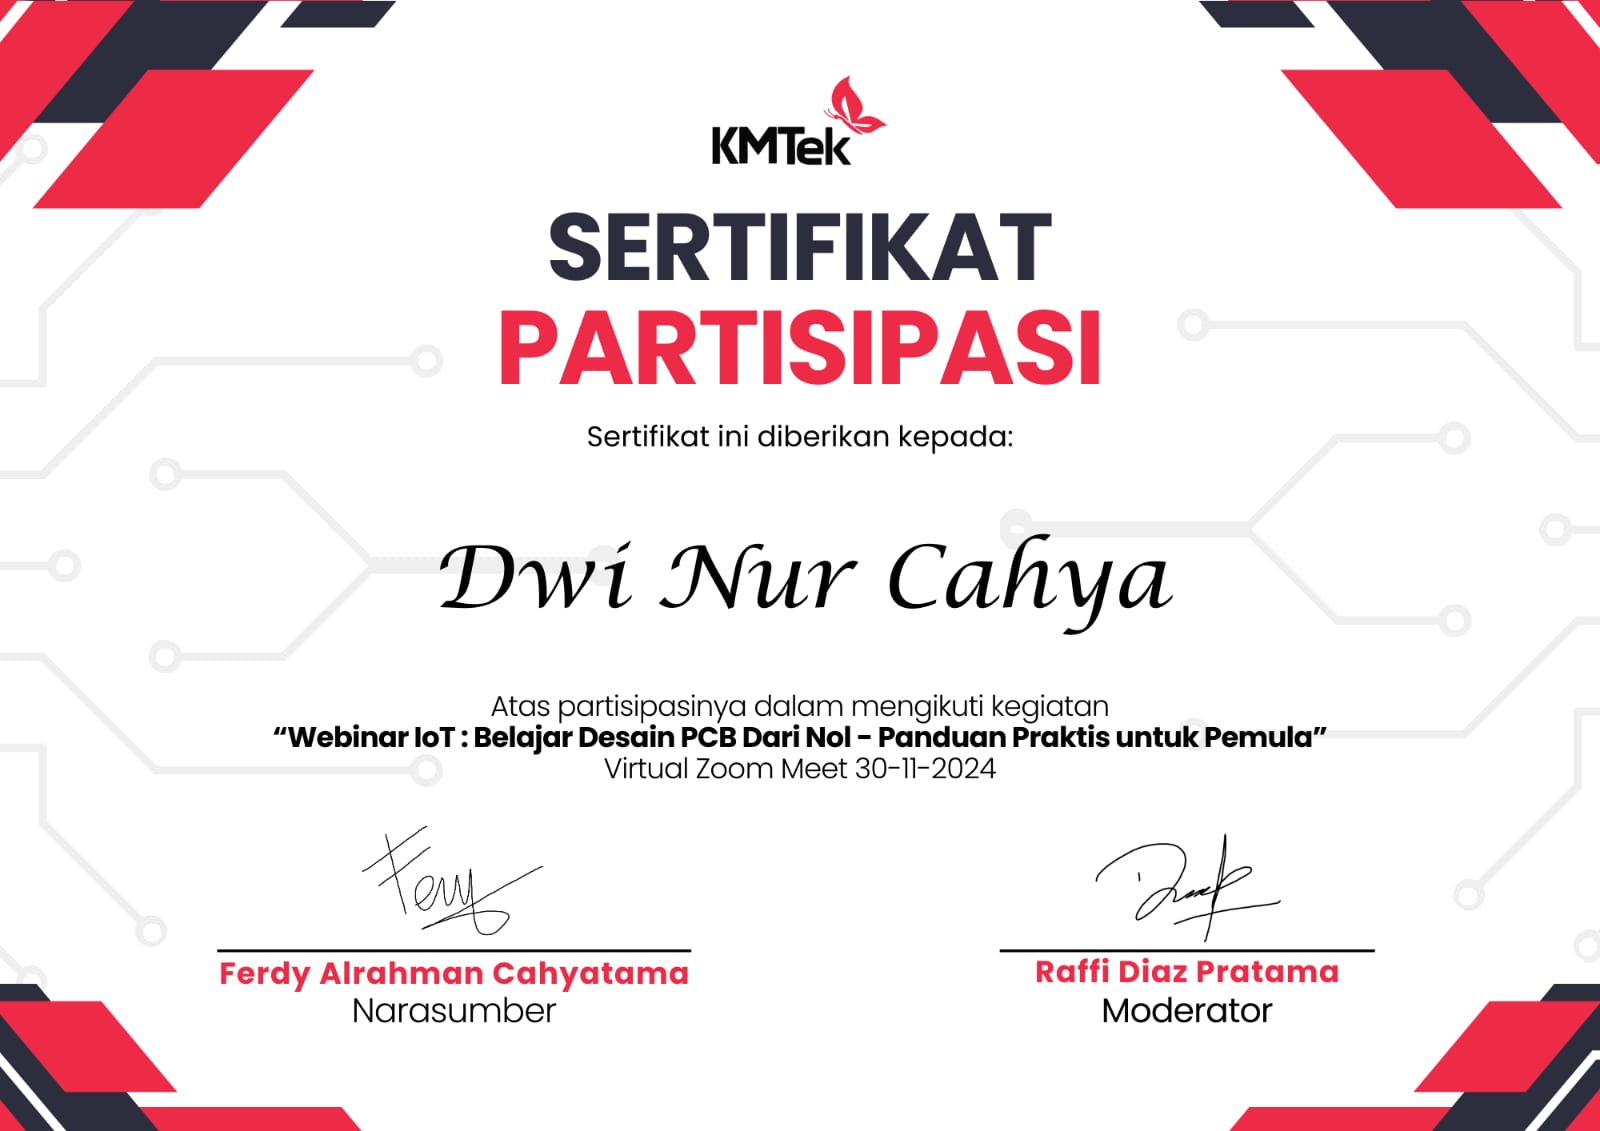 KMTek
SERTIFIKAT
PARTISIPASI
Sertifikat ini diberikan kepada:
Dwi Nur Cahya
Atas partisipasinya dalam mengikuti kegiatan
“Webinar IoT : Belajar Desain PCB Dari Nol - Panduan Praktis untuk Pemula”
Virtual Zoom Meet 30-11-2024
Ferdy Alrahman Cahyatama
Narasumber
Raffi Diaz Pratama
Moderator